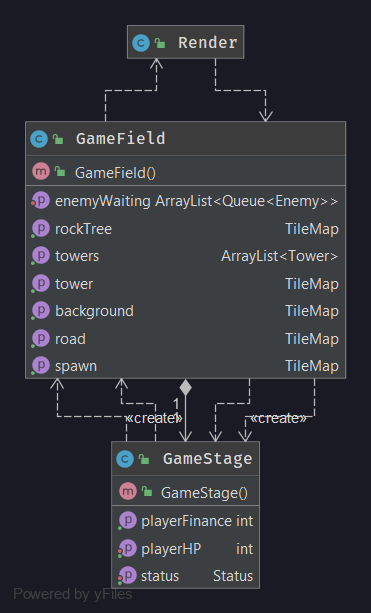 C Render
C GameField
m GameField()
p enemyWaiting ArrayList<Queue<Enemy>>
p rockTree TileMap
p towers ArrayList<Tower>
p tower TileMap
p background TileMap
p road TileMap
p spawn TileMap
1
«create» 1 «create»
C GameStage
m GameStage()
p playerFinance int
p playerHP int
p status Status
Powered by yFiles